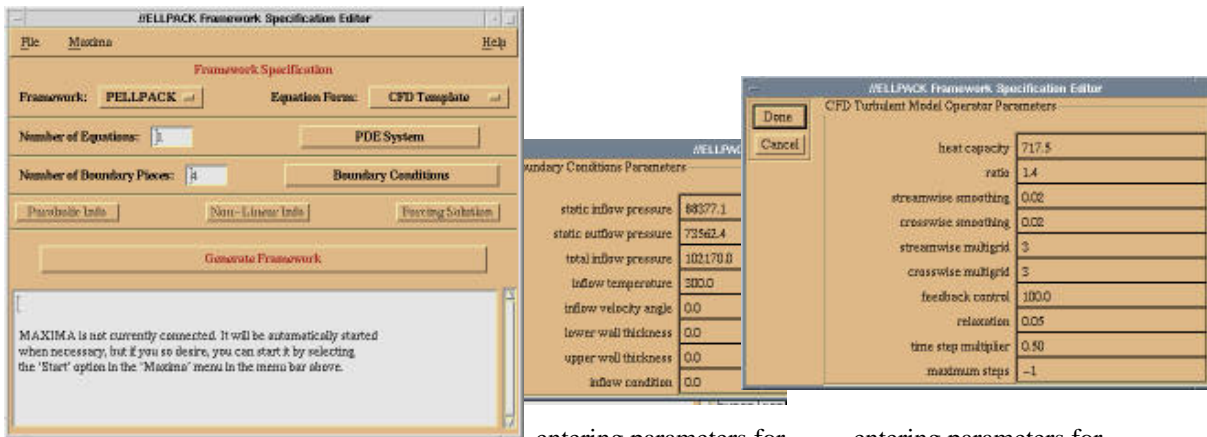 //ELLPACK Framework Specification Editor
File Maxima Help
Framework Specification
Framework: PELLPACK Equation Form: CFD Template
Number of Equations: 1 PDE System
Number of Boundary Pieces: 4 Boundary Conditions
Parabolic Info Non-Linear Info Forcing Solution
Generate Framework
MAXIMA is not currently connected. It will be automatically started
when necessary, but if you so desire, you can start it by selecting
the 'Start' option in the "Maxima" menu in the menu bar above.
//ELLPAC
undary Conditions Parameters
static inflow pressure 88377.1
static outflow pressure 73562.4
total inflow pressure 102170.0
inflow temperature 300.0
inflow velocity angle 0.0
lower wall thickness 0.0
upper wall thickness 0.0
inflow condition 0.0
entering parameters for
//ELLPACK Framework Specification Editor
Done
Cancel
CFD Turbulent Model Operator Parameters
heat capacity 717.5
ratio 1.4
streamwise smoothing 0.02
crosswise smoothing 0.02
streamwise multigrid 3
crosswise multigrid 3
feedback control 100.0
relaxation 0.05
time step multiplier 0.50
maximum steps -1
entering parameters for